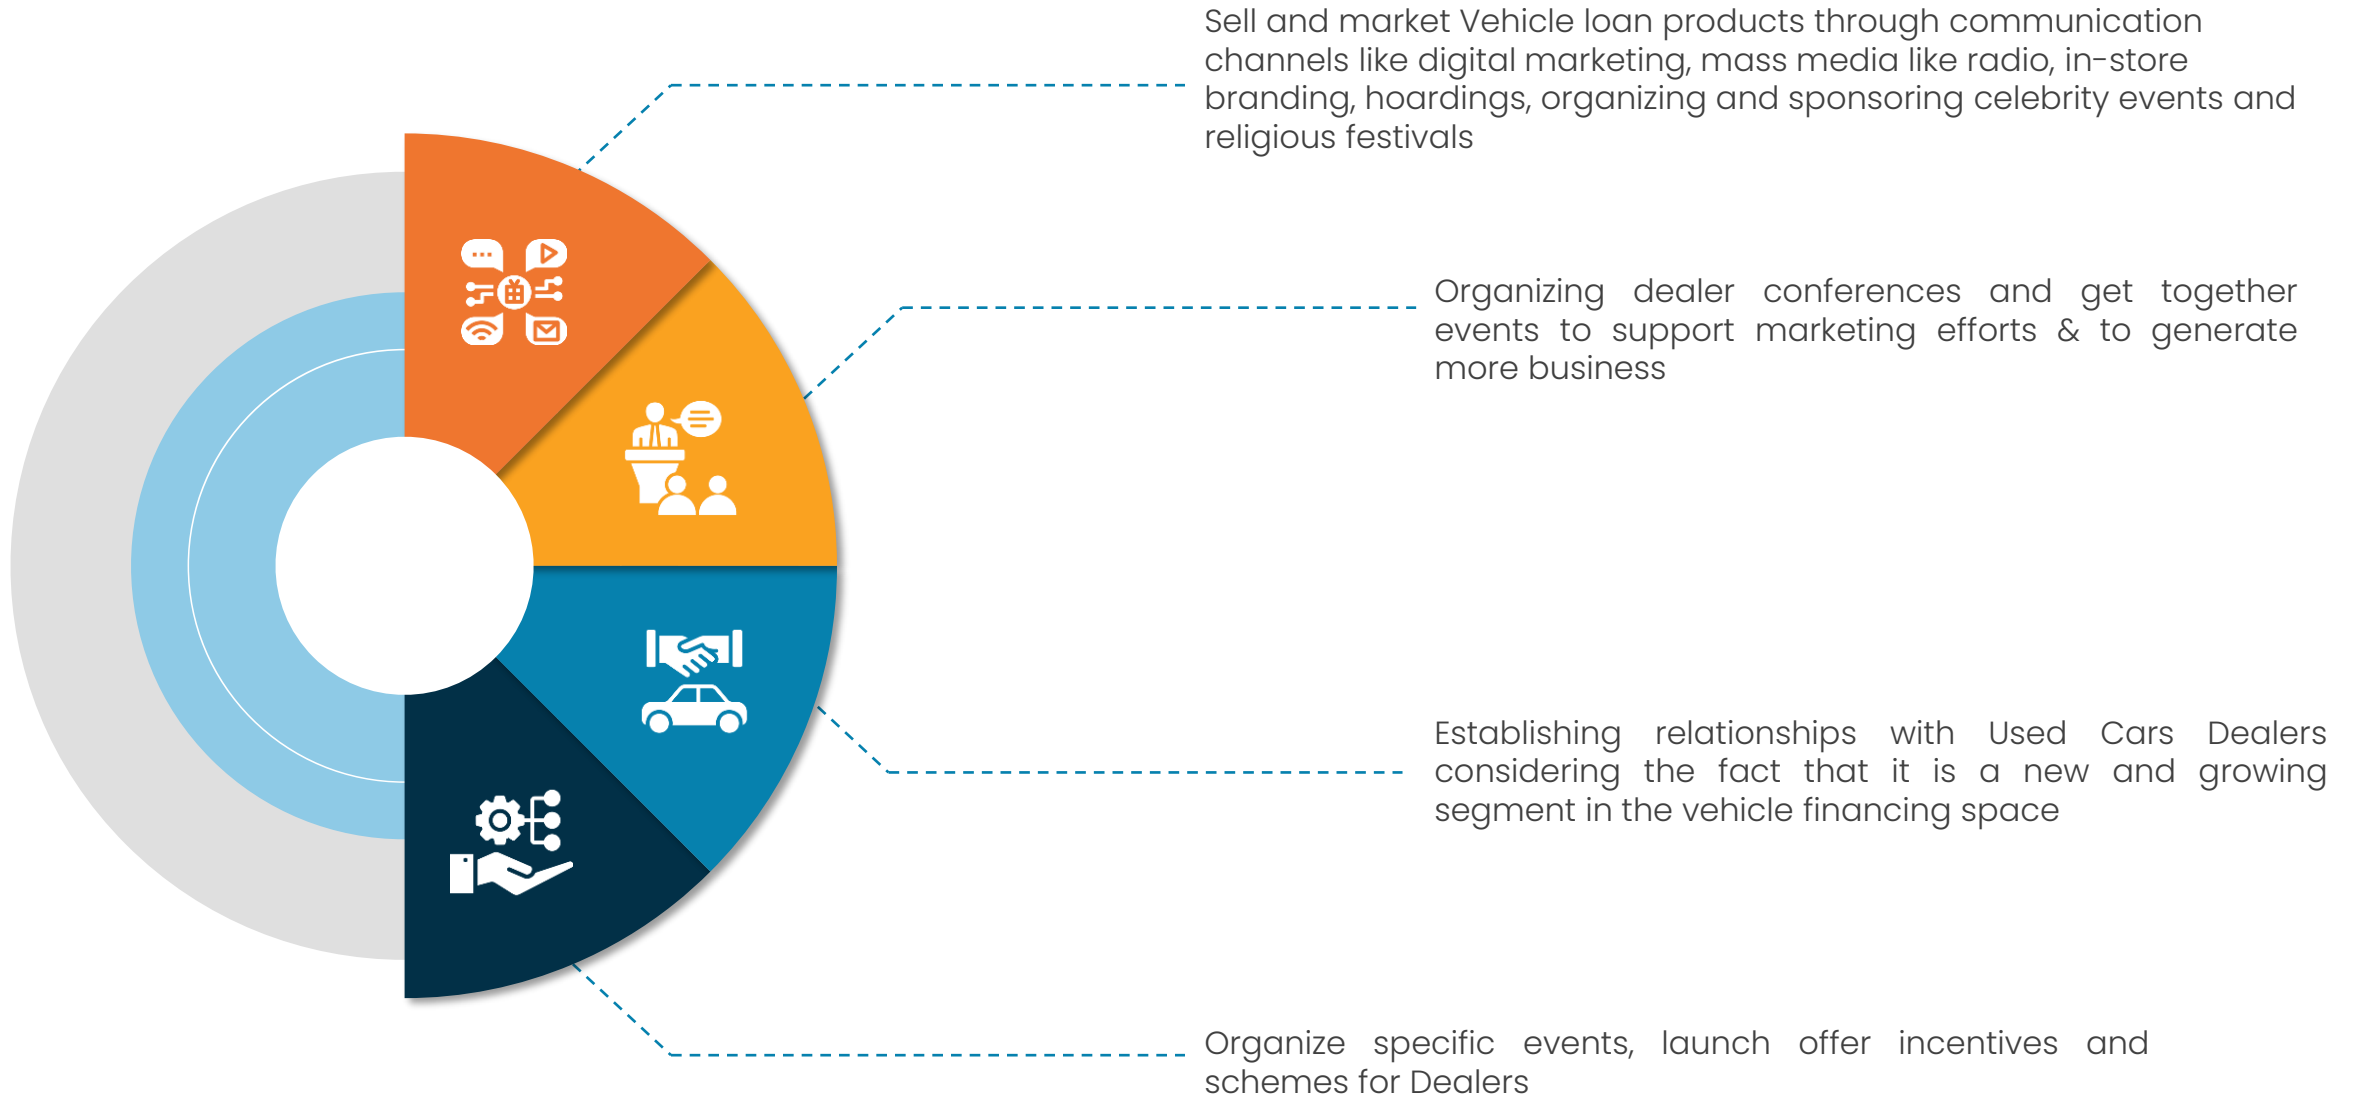 Sell and market Vehicle loan products through communication
channels like digital marketing, mass media like radio, in-store
branding, hoardings, organizing and sponsoring celebrity events and
religious festivals
Organizing dealer conferences and get together
events to support marketing efforts & to generate
more business
Establishing relationships with Used Cars Dealers
considering the fact that it is a new and growing
segment in the vehicle financing space
Organize specific events, launch offer incentives and
schemes for Dealers